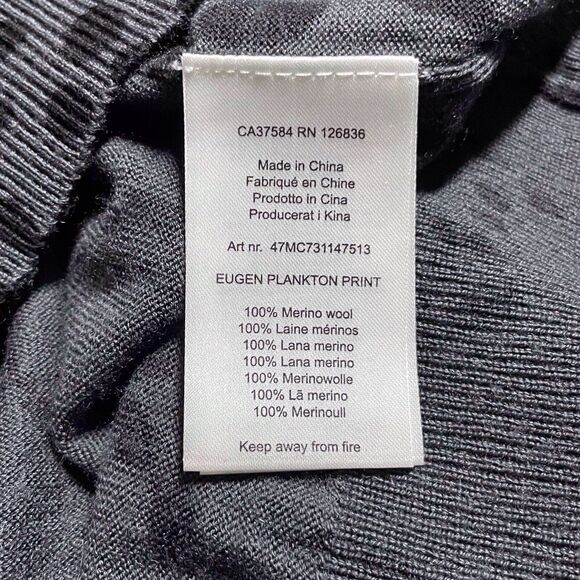 CA37584 RN 126836
Made in China
Fabriqué en Chine
Prodotto in Cina
Producerat i Kina
Art nr. 47MC731147513
EUGEN PLANKTON PRINT
100% Merino wool
100% Laine mérinos
100% Lana merino
100% Lana merino
100% Merinowolle
100% Lã merino
100% Merinoull
Keep away from fire